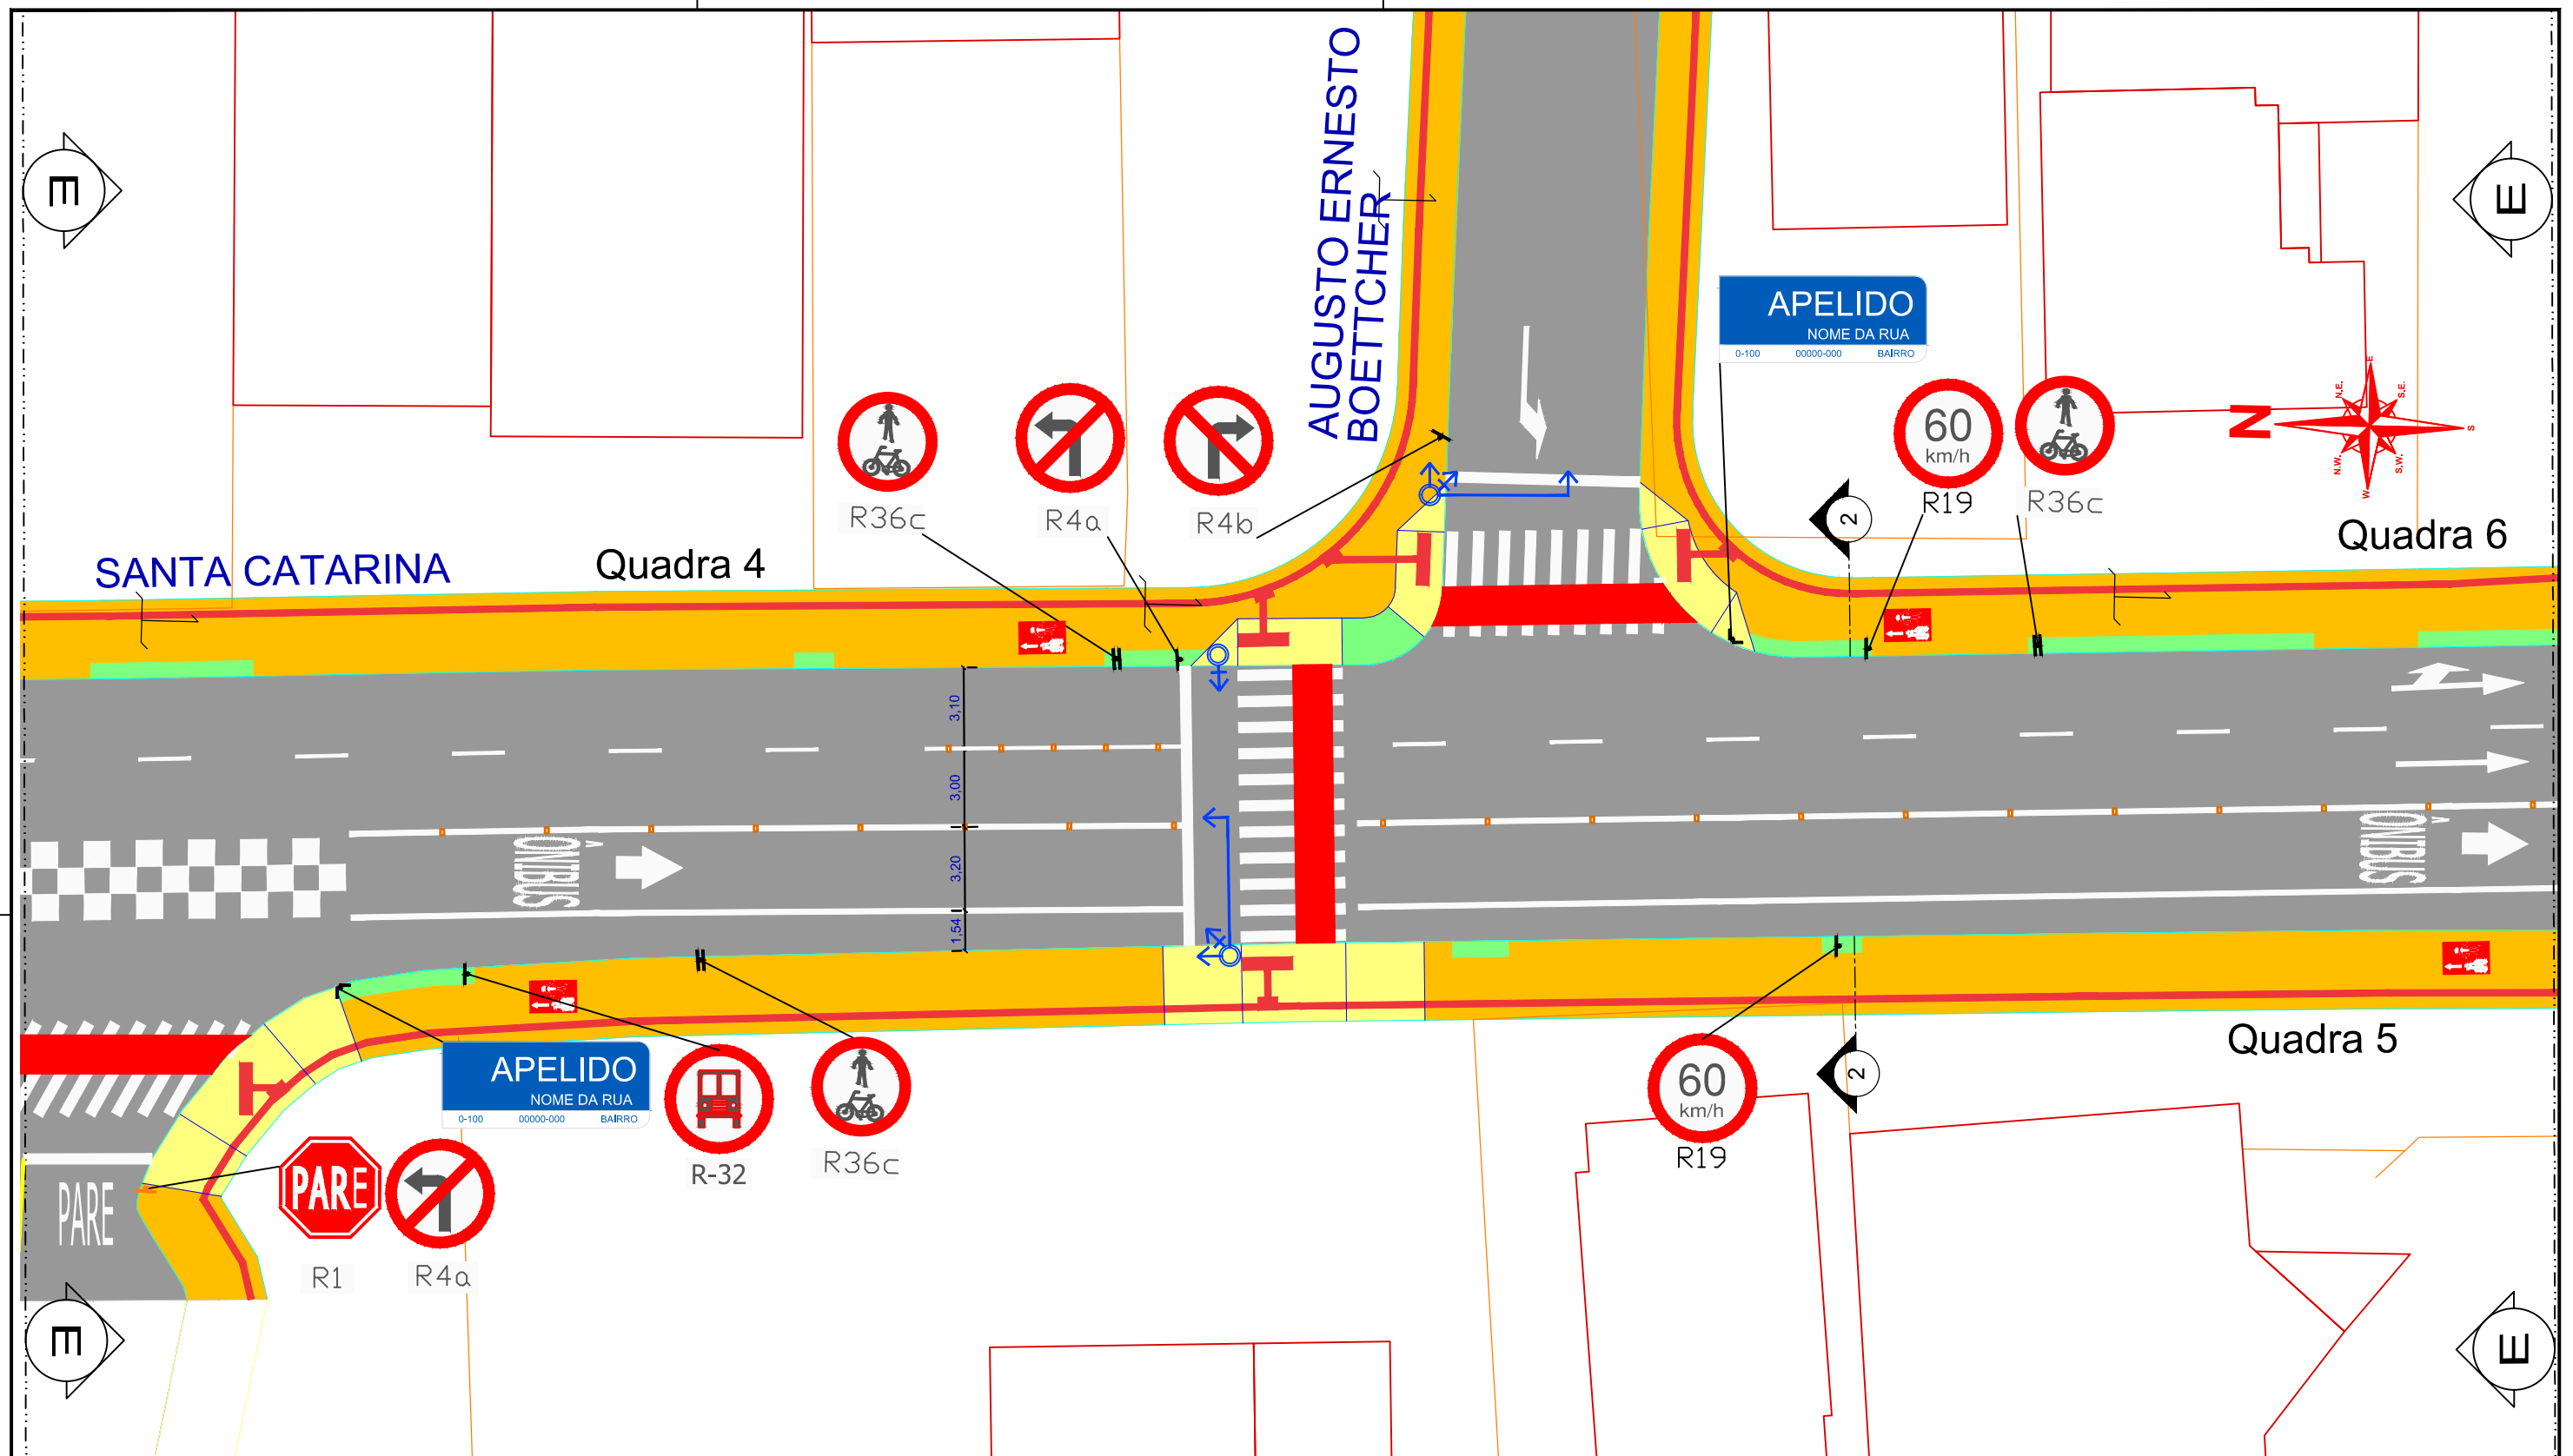 E
E
AUGUSTO ERNESTO
BOETTCHER
APELIDO
NOME DA RUA
0-100 00000-000 BAIRRO
60
km/h
R19
R36c
R36c
R4a
R4b
2
N
E
S.E.
S
S.W.
W
N.W.
N.E.
Quadra 6
SANTA CATARINA
Quadra 4
3,10
3,00
3,20
1,54
ÔNIBUS
ÔNIBUS
Quadra 5
APELIDO
NOME DA RUA
0-100 00000-000 BAIRRO
R-32
R36c
60
km/h
R19
2
PARE
PARE
R1
R4a
E
E